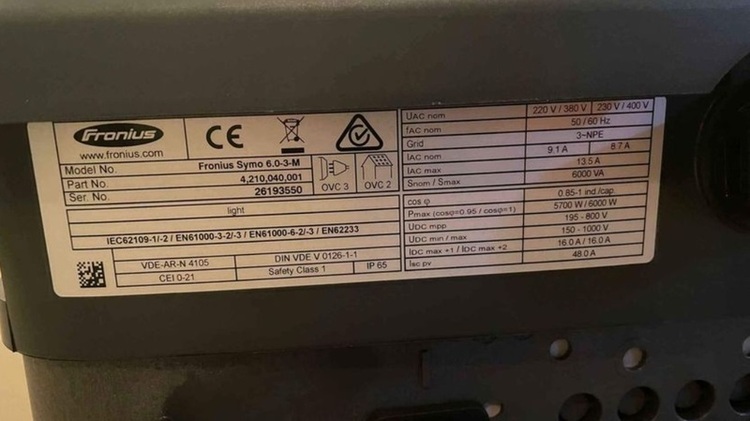 Fronius
www.fronius.com
CE
Model No. Fronius Symo 6.0-3-M
Part No. 4,210,040,001
Ser. No. 26193550
OVC 3 OVC 2
light
IEC62109-1/-2 / EN61000-3-2/-3 / EN61000-6-2/-3 / EN62233
VDE-AR-N 4105 DIN VDE V 0126-1-1
CEI 0-21 Safety Class 1 IP 65
UAC nom 220 V / 380 V 230 V / 400 V
fAC nom 50 / 60 Hz
Grid 3~NPE
IAC nom 9.1 A 8.7 A
IAC max 13.5 A
Snom / Smax 6000 VA
cos φ 0.85-1 ind./cap.
Pmax (cosφ=0.95 / cosφ=1) 5700 W / 6000 W
UDC mpp 195 - 800 V
UDC min / max 150 - 1000 V
IDC max #1 / IDC max #2 16.0 A / 16.0 A
Isc pv 48.0 A